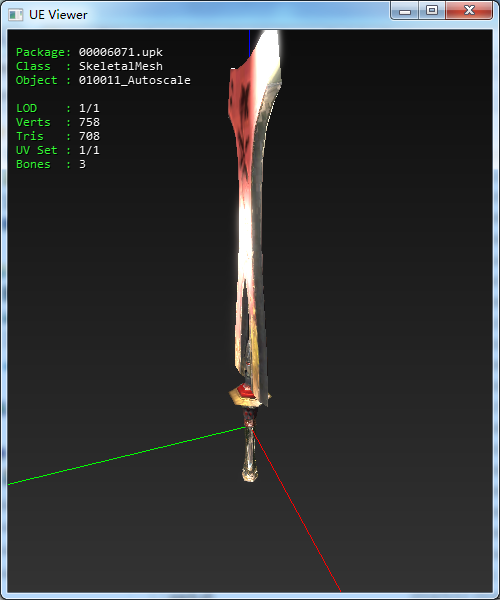 UE Viewer
Package: 00006071.upk
Class : SkeletalMesh
Object : 010011_Autoscale
LOD : 1/1
Verts : 758
Tris : 708
UV Set : 1/1
Bones : 3